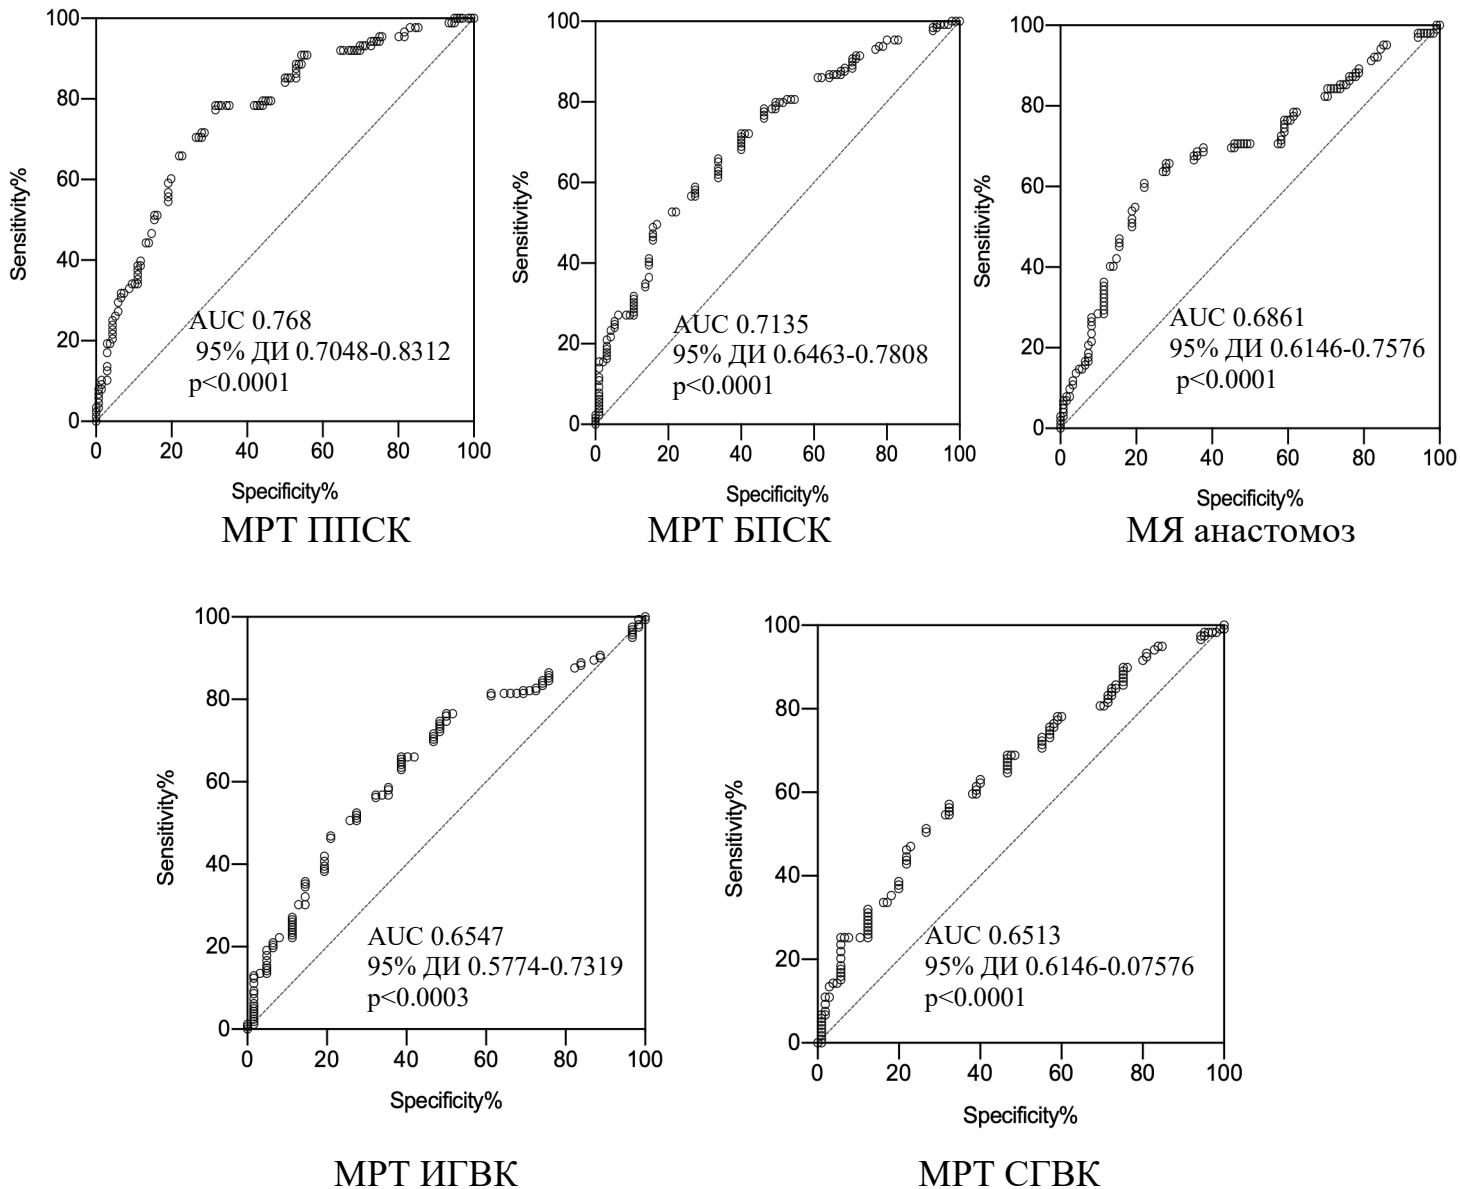 100
80
60
40
20
0
Sensitivity%
AUC 0.768
95% ДИ 0.7048-0.8312
p<0.0001
0 20 40 60 80 100
Specificity%
МРТ ППСК
100
80
60
40
20
0
Sensitivity%
AUC 0.7135
95% ДИ 0.6463-0.7808
p<0.0001
0 20 40 60 80 100
Specificity%
МРТ БПСК
100
80
60
40
20
0
Sensitivity%
AUC 0.6861
95% ДИ 0.6146-0.7576
p<0.0001
0 20 40 60 80 100
Specificity%
МЯ анастомоз
100
80
60
40
20
0
Sensitivity%
AUC 0.6547
95% ДИ 0.5774-0.7319
p<0.0003
0 20 40 60 80 100
Specificity%
МРТ ИГВК
100
80
60
40
20
0
Sensitivity%
AUC 0.6513
95% ДИ 0.6146-0.07576
p<0.0001
0 20 40 60 80 100
Specificity%
МРТ СГВК